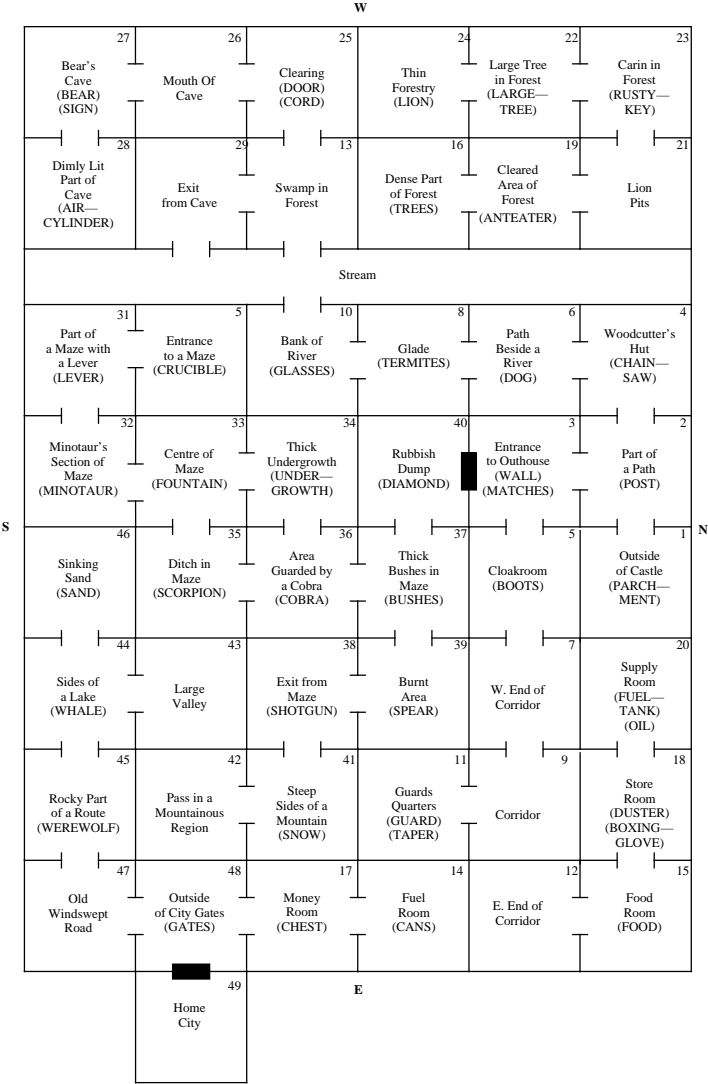 W
27
Bear's
Cave
(BEAR)
(SIGN)
26
Mouth Of
Cave
25
Clearing
(DOOR)
(CORD)
24
Thin
Forestry
(LION)
22
Large Tree
in Forest
(LARGE—
TREE)
23
Carin in
Forest
(RUSTY—
KEY)
28
Dimly Lit
Part of
Cave
(AIR—
CYLINDER)
29
Exit
from Cave
13
Swamp in
Forest
16
Dense Part
of Forest
(TREES)
19
Cleared
Area of
Forest
(ANTEATER)
21
Lion
Pits
Stream
31
Part of
a Maze with
a Lever
(LEVER)
5
Entrance
to a Maze
(CRUCIBLE)
10
Bank of
River
(GLASSES)
8
Glade
(TERMITES)
6
Path
Beside a
River
(DOG)
4
Woodcutter's
Hut
(CHAIN—
SAW)
32
Minotaur's
Section of
Maze
(MINOTAUR)
33
Centre of
Maze
(FOUNTAIN)
34
Thick
Undergrowth
(UNDER—
GROWTH)
40
Rubbish
Dump
(DIAMOND)
3
Entrance
to Outhouse
(WALL)
(MATCHES)
2
Part of
a Path
(POST)
S
N
46
Sinking
Sand
(SAND)
35
Ditch in
Maze
(SCORPION)
36
Area
Guarded by
a Cobra
(COBRA)
37
Thick
Bushes in
Maze
(BUSHES)
5
Cloakroom
(BOOTS)
1
Outside
of Castle
(PARCH—
MENT)
44
Sides of
a Lake
(WHALE)
43
Large
Valley
38
Exit from
Maze
(SHOTGUN)
39
Burnt
Area
(SPEAR)
7
W. End of
Corridor
20
Supply
Room
(FUEL—
TANK)
(OIL)
45
Rocky Part
of a Route
(WEREWOLF)
42
Pass in a
Mountainous
Region
41
Steep
Sides of a
Mountain
(SNOW)
11
Guards
Quarters
(GUARD)
(TAPER)
9
Corridor
18
Store
Room
(DUSTER)
(BOXING—
GLOVE)
47
Old
Windswept
Road
48
Outside
of City Gates
(GATES)
17
Money
Room
(CHEST)
14
Fuel
Room
(CANS)
12
E. End of
Corridor
15
Food
Room
(FOOD)
49
Home
City
E